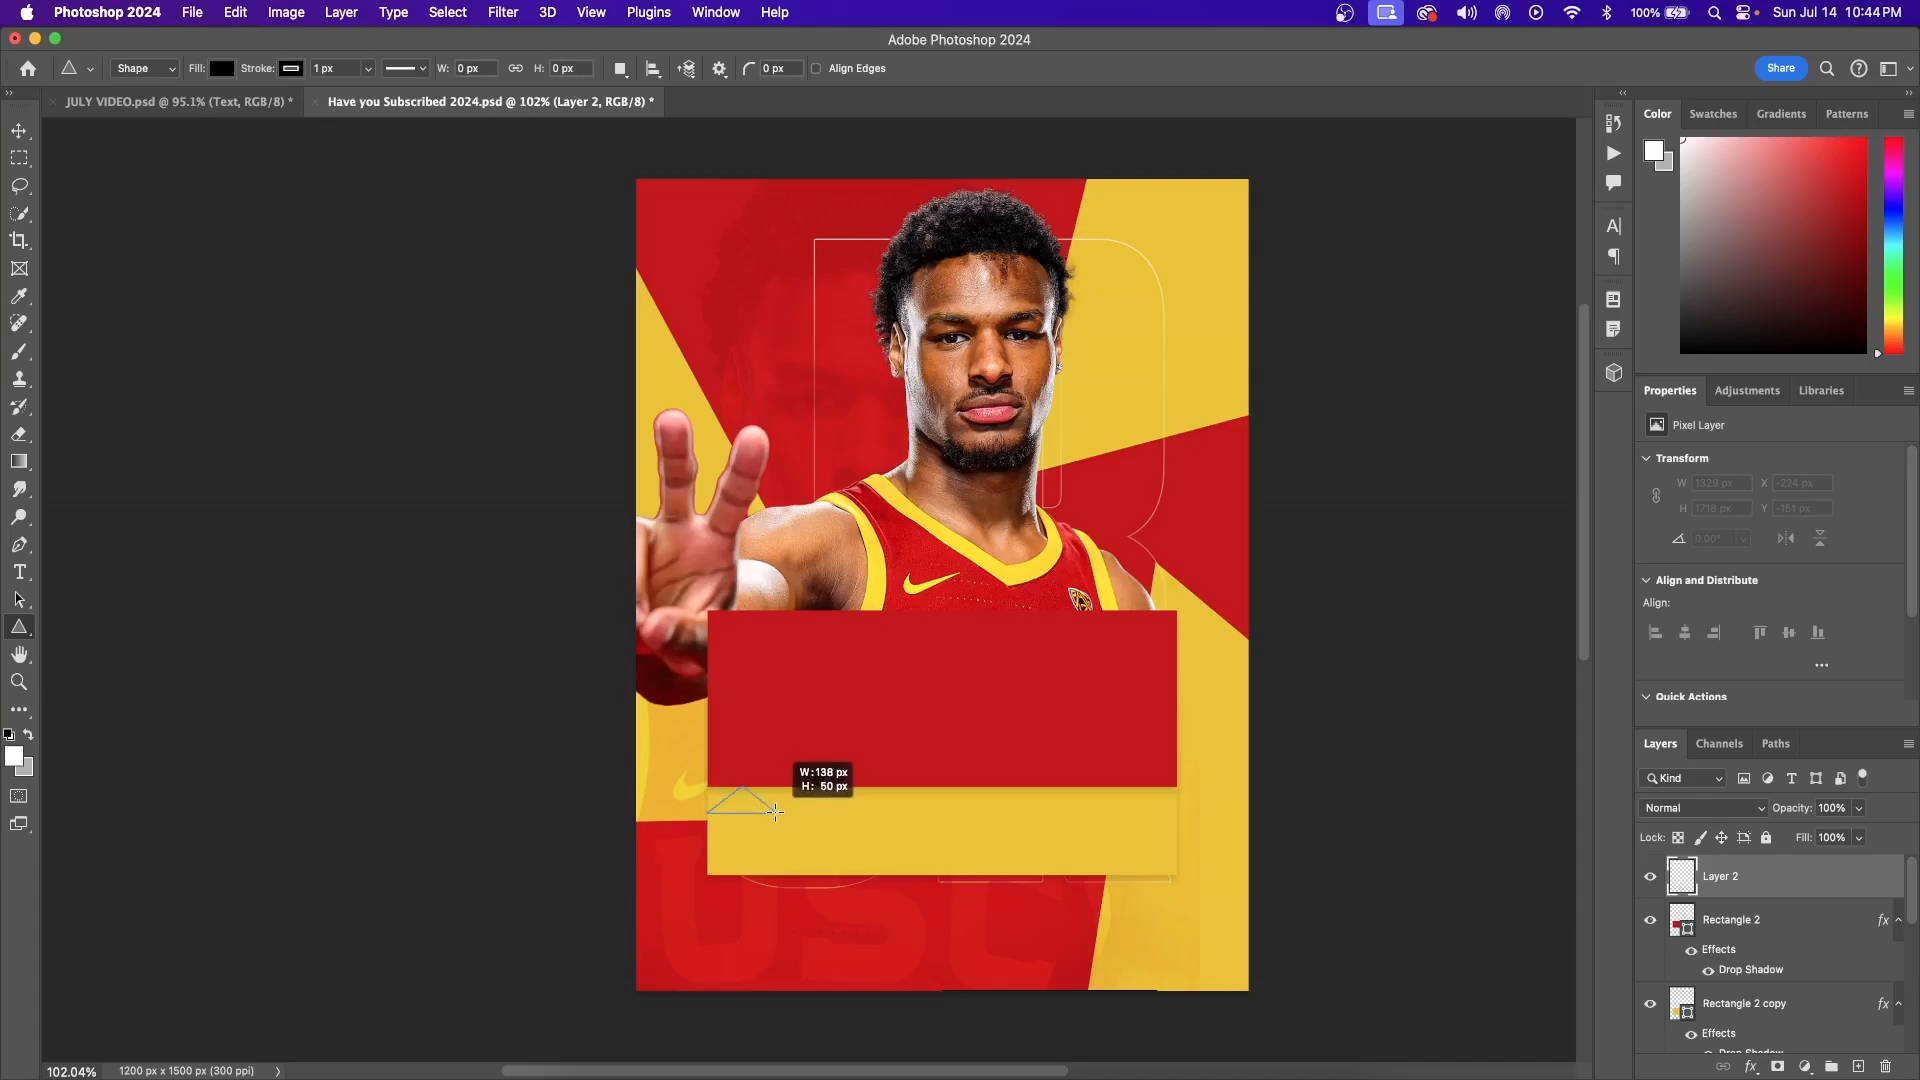 Photoshop 2024 File Edit Image Layer Type Select Filter 3D View Plugins Window Help 100% Sun Jul 14 10:44 PM
Adobe Photoshop 2024
Shape Fill: Stroke: 1 px W: 0 px H: 0 px 0 px Align Edges Share
JULY VIDEO.psd @ 95.1% (Text, RGB/8) * Have you Subscribed 2024.psd @ 102% (Layer 2, RGB/8) *
Color Swatches Gradients Patterns
Properties Adjustments Libraries
Pixel Layer
Transform
W 1329 px X -224 px
H 1718 px Y -151 px
0.00°
Align and Distribute
Align:
Quick Actions
Layers Channels Paths
Kind
Normal Opacity: 100%
Lock: Fill: 100%
Layer 2
Rectangle 2 fx
Effects
Drop Shadow
Rectangle 2 copy fx
Effects
Drop Shadow
W: 138 px
H: 50 px
USC
102.04% 1200 px x 1500 px (300 ppi)